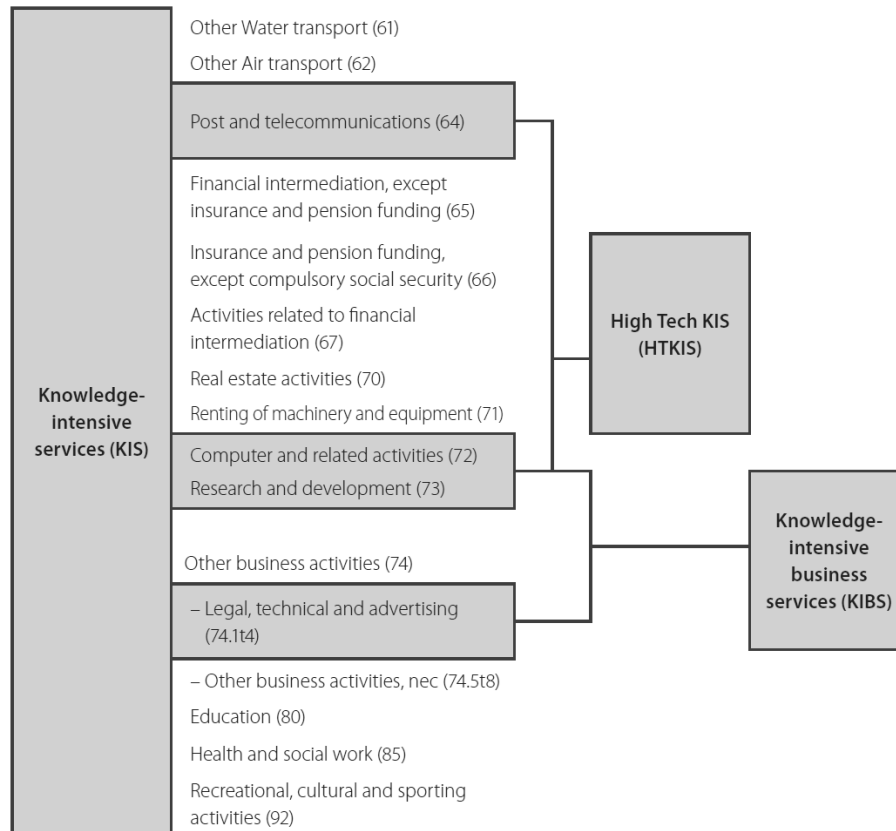 Other Water transport (61)
Other Air transport (62)
Post and telecommunications (64)
Financial intermediation, except
insurance and pension funding (65)
Insurance and pension funding,
except compulsory social security (66)
Activities related to financial
intermediation (67)
Real estate activities (70)
Renting of machinery and equipment (71)
Knowledge-
intensive
services (KIS)
Computer and related activities (72)
Research and development (73)
Other business activities (74)
– Legal, technical and advertising
(74.1t4)
– Other business activities, nec (74.5t8)
Education (80)
Health and social work (85)
Recreational, cultural and sporting
activities (92)
High Tech KIS
(HTKIS)
Knowledge-
intensive
business
services (KIBS)